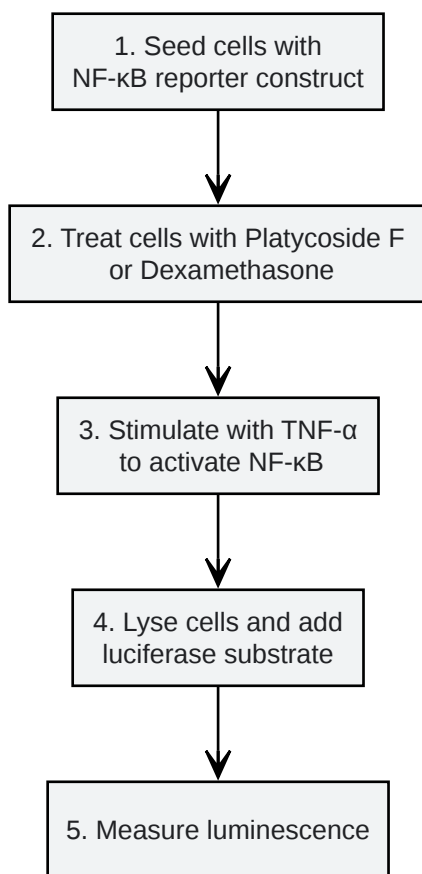 1. Seed cells with
NF-κB reporter construct
2. Treat cells with Platycoside F
or Dexamethasone
3. Stimulate with TNF-α
to activate NF-κB
4. Lyse cells and add
luciferase substrate
5. Measure luminescence